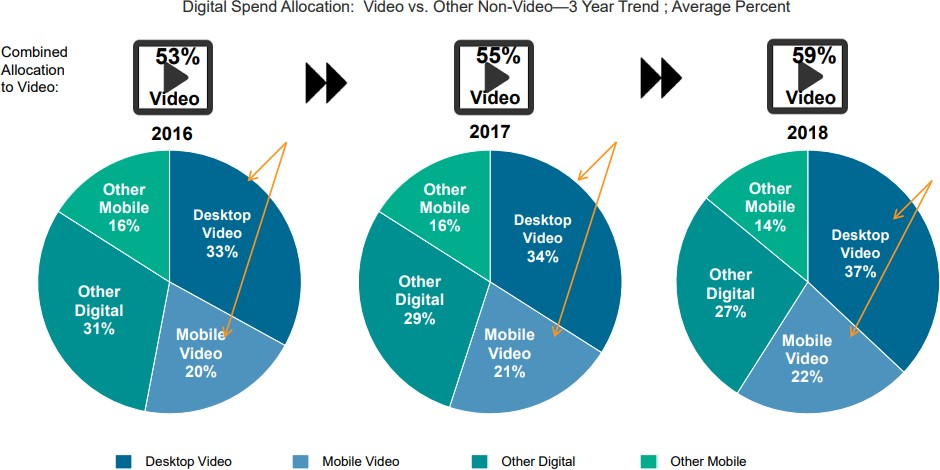 Digital Spend Allocation: Video vs. Other Non-Video—3 Year Trend ; Average Percent
Combined
Allocation
to Video:
53%
Video
55%
Video
59%
Video
2016
2017
2018
Other
Mobile
16%
Desktop
Video
33%
Other
Digital
31%
Mobile
Video
20%
Other
Mobile
16%
Desktop
Video
34%
Other
Digital
29%
Mobile
Video
21%
Other
Mobile
14%
Desktop
Video
37%
Other
Digital
27%
Mobile
Video
22%
Desktop Video
Mobile Video
Other Digital
Other Mobile